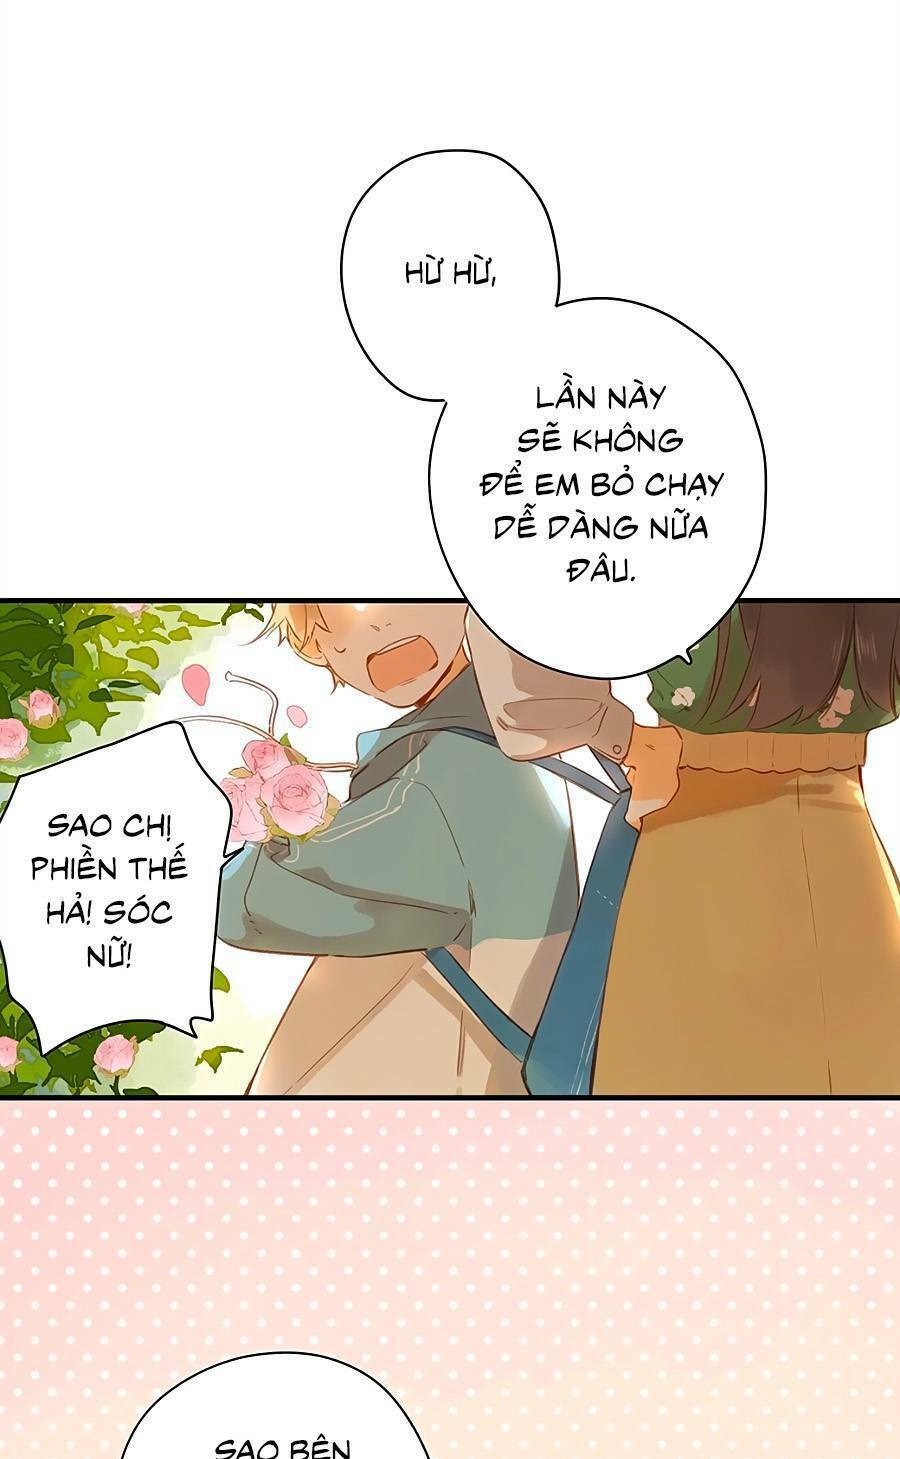 HỪ HỪ,
LẦN NÀY
SẼ KHÔNG
ĐỂ EM BỎ CHẠY
DỄ DÀNG NỮA
ĐÂU.
SAO CHỊ
PHIỀN THẾ
HẢ! SÓC
NỮ!
SAO BÊN